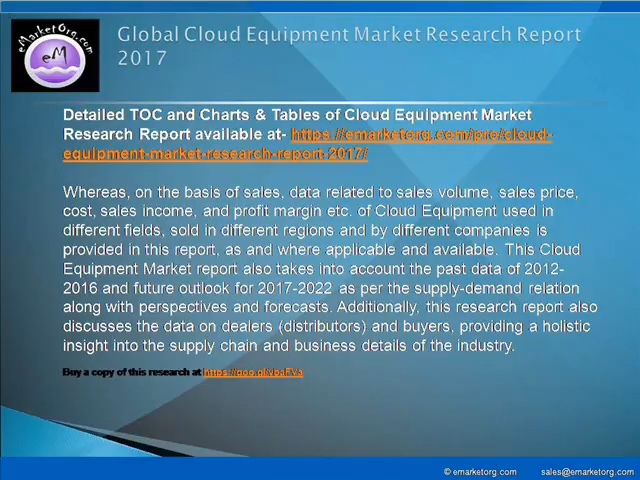 eMarketOrg.com
eM
Global Cloud Equipment Market Research Report
2017
Detailed TOC and Charts & Tables of Cloud Equipment Market
Research Report available at- https://emarketorg.com/pro/cloud-
equipment-market-research-report-2017/
Whereas, on the basis of sales, data related to sales volume, sales price,
cost, sales income, and profit margin etc. of Cloud Equipment used in
different fields, sold in different regions and by different companies is
provided in this report, as and where applicable and available. This Cloud
Equipment Market report also takes into account the past data of 2012-
2016 and future outlook for 2017-2022 as per the supply-demand relation
along with perspectives and forecasts. Additionally, this research report also
discusses the data on dealers (distributors) and buyers, providing a holistic
insight into the supply chain and business details of the industry.
Buy a copy of this research at
© emarketorg.com sales@emarketorg.com